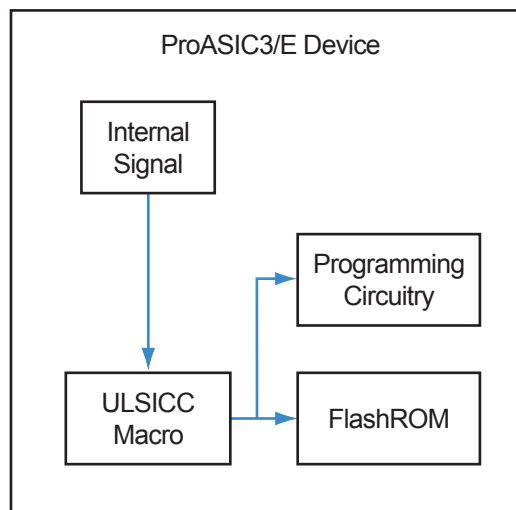 ProASIC3/E Device
Internal
Signal
Programming
Circuitry
ULSICC
Macro
FlashROM